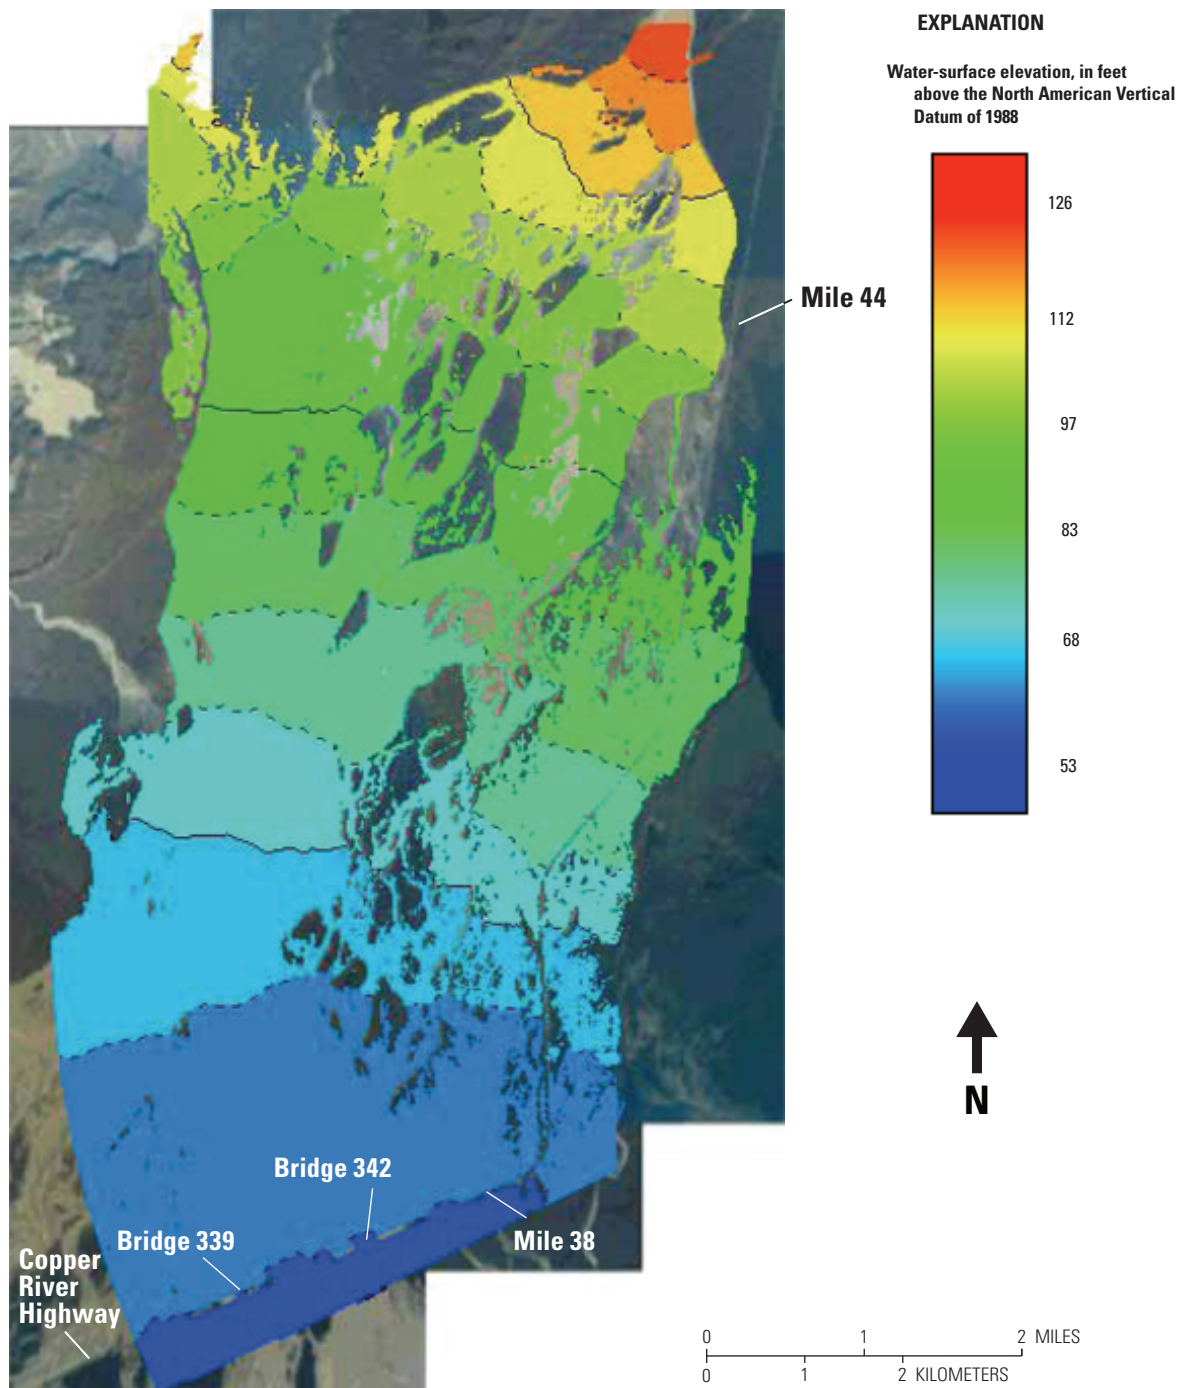 EXPLANATION
Water-surface elevation, in feet
above the North American Vertical
Datum of 1988
126
112
97
83
68
53
Mile 44
N
Bridge 342
Bridge 339
Mile 38
Copper
River
Highway
0 1 2 MILES
0 1 2 KILOMETERS